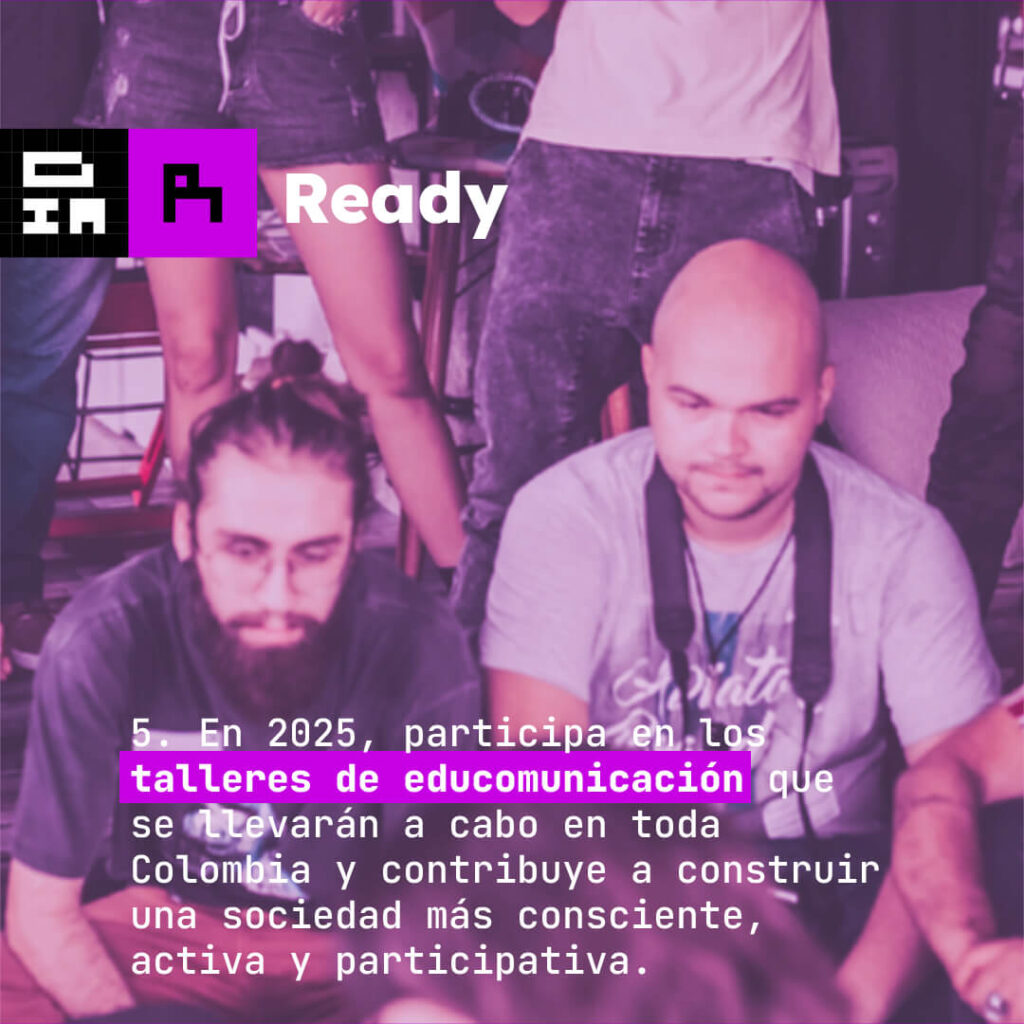 DIA
Ready
5. En 2025, participa en los
talleres de educomunicación que
se llevarán a cabo en toda
Colombia y contribuye a construir
una sociedad más consciente,
activa y participativa.